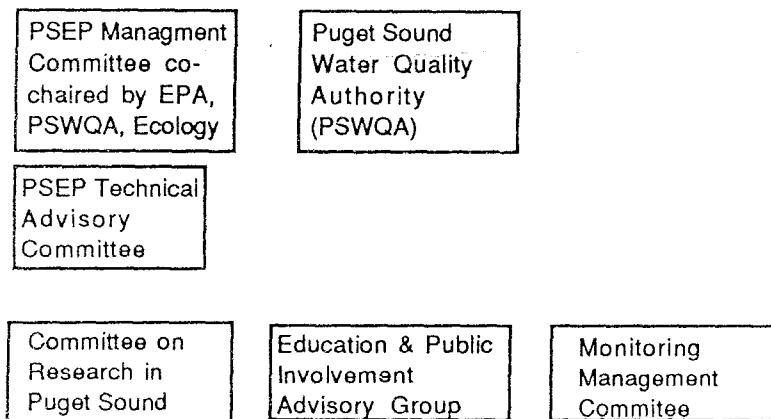 PSEP Managment
Committee co-
chaired by EPA,
PSWQA, Ecology
Puget Sound
Water Quality
Authority
(PSWQA)
PSEP Technical
Advisory
Committee
Committee on
Research in
Puget Sound
Education & Public
Involvement
Advisory Group
Monitoring
Management
Commitee